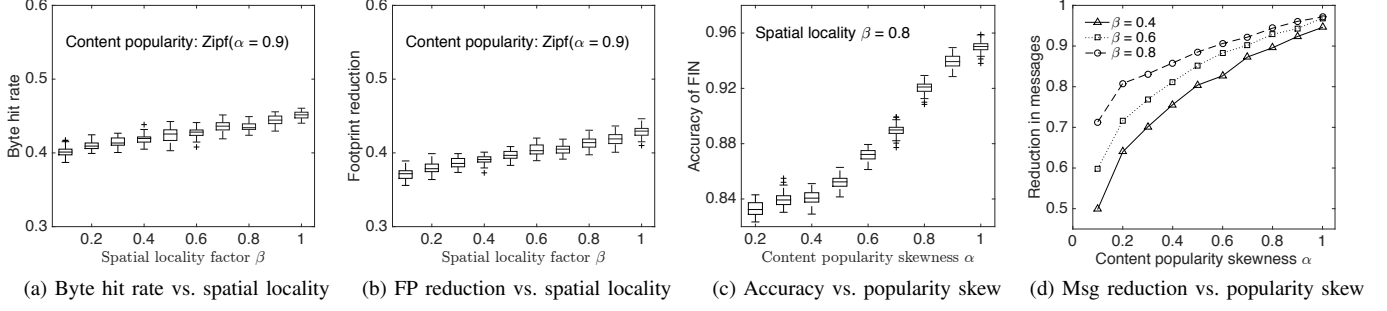 0.6
0.5
0.4
0.3
Byte hit rate
Content popularity: Zipf(α = 0.9)
0.2 0.4 0.6 0.8 1
Spatial locality factor β
(a) Byte hit rate vs. spatial locality
0.6
0.5
0.4
0.3
Footprint reduction
Content popularity: Zipf(α = 0.9)
0.2 0.4 0.6 0.8 1
Spatial locality factor β
(b) FP reduction vs. spatial locality
0.96
0.92
0.88
0.84
Accuracy of FIN
Spatial locality β = 0.8
0.2 0.4 0.6 0.8 1
Content popularity skewness α
(c) Accuracy vs. popularity skew
1
0.9
0.8
0.7
0.6
0.5
Reduction in messages
β = 0.4
β = 0.6
β = 0.8
0 0.2 0.4 0.6 0.8 1
Content popularity skewness α
(d) Msg reduction vs. popularity skew